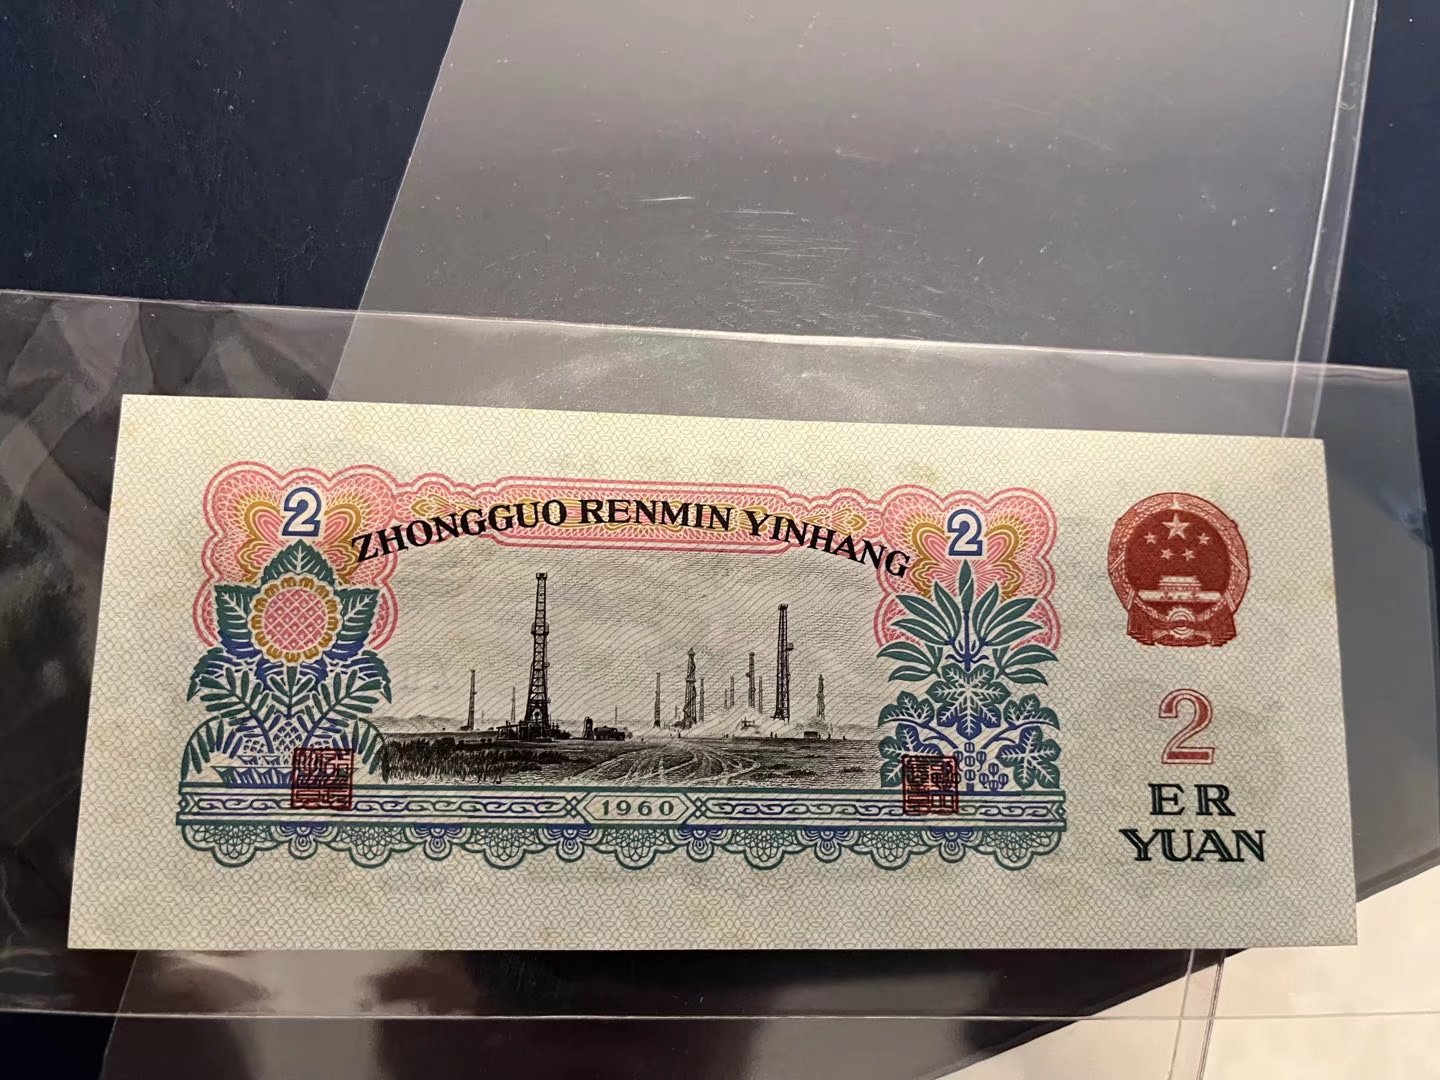 2
2
ZHONGGUO RENMIN YINHANG
2
ER
YUAN
1960